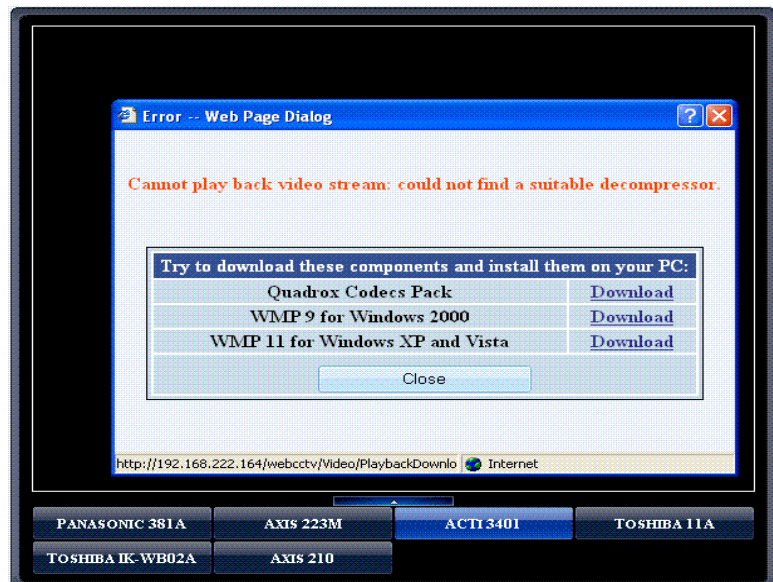 Error -- Web Page Dialog
Cannot play back video stream: could not find a suitable decompressor.
Try to download these components and install them on your PC:
Quadrox Codecs Pack Download
WMP 9 for Windows 2000 Download
WMP 11 for Windows XP and Vista Download
Close
http://192.168.222.164/webcctv/Video/PlaybackDownlo Internet
PANASONIC 381A AXIS 223M ACTI 3401 TOSHIBA 11A
TOSHIBA IK-WB02A AXIS 210